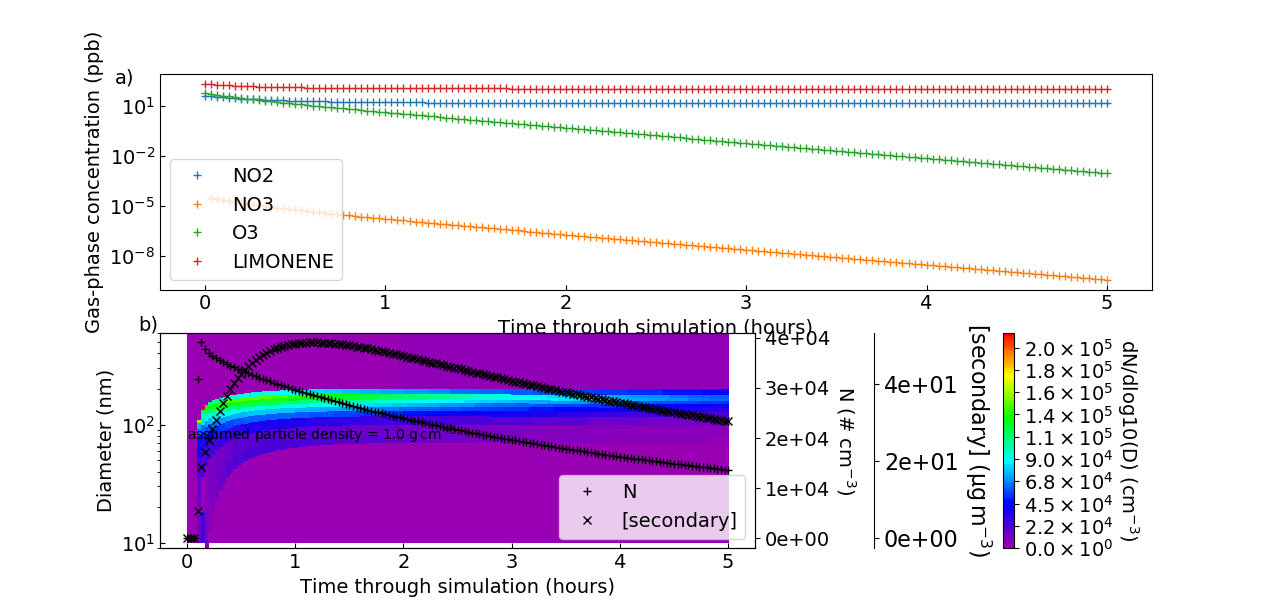 a)
Gas-phase concentration (ppb)
10¹
10⁻²
10⁻⁵
10⁻⁸
NO2
NO3
O3
LIMONENE
0 1 2 3 4 5
Time through simulation (hours)
b)
Diameter (nm)
10²
10¹
assumed particle density = 1.0 g cm
N
[secondary]
0 1 2 3 4 5
Time through simulation (hours)
4e+04
3e+04
2e+04
1e+04
0e+00
N (# cm⁻³)
4e+01
2e+01
0e+00
[secondary] (µg m⁻³)
2.0 × 10⁵
1.8 × 10⁵
1.6 × 10⁵
1.4 × 10⁵
1.1 × 10⁵
9.0 × 10⁴
6.8 × 10⁴
4.5 × 10⁴
2.2 × 10⁴
0.0 × 10⁰
dN/dlog10(D) (cm⁻³)